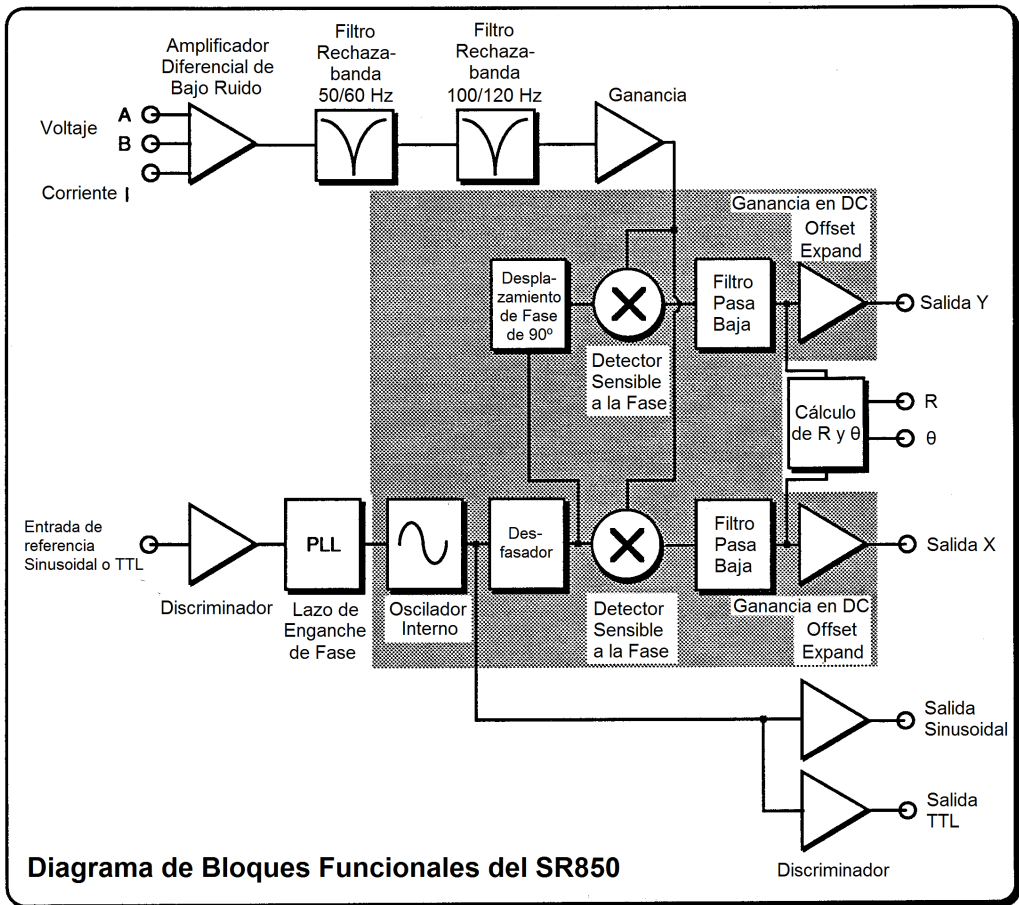 Amplificador
Diferencial de
Bajo Ruido
Filtro
Rechaza-
banda
50/60 Hz
Filtro
Rechaza-
banda
100/120 Hz
Ganancia
Voltaje
A
B
Corriente I
Ganancia en DC
Offset
Expand
Despla-
zamiento
de Fase
de 90º
Detector
Sensible
a la Fase
Filtro
Pasa
Baja
Salida Y
Cálculo
de R y θ
R
θ
Entrada de
referencia
Sinusoidal o TTL
Discriminador
PLL
Lazo de
Enganche
de Fase
Oscilador
Interno
Des-
fasador
Detector
Sensible
a la Fase
Filtro
Pasa
Baja
Ganancia en DC
Offset
Expand
Salida X
Salida
Sinusoidal
Salida
TTL
Discriminador
Diagrama de Bloques Funcionales del SR850